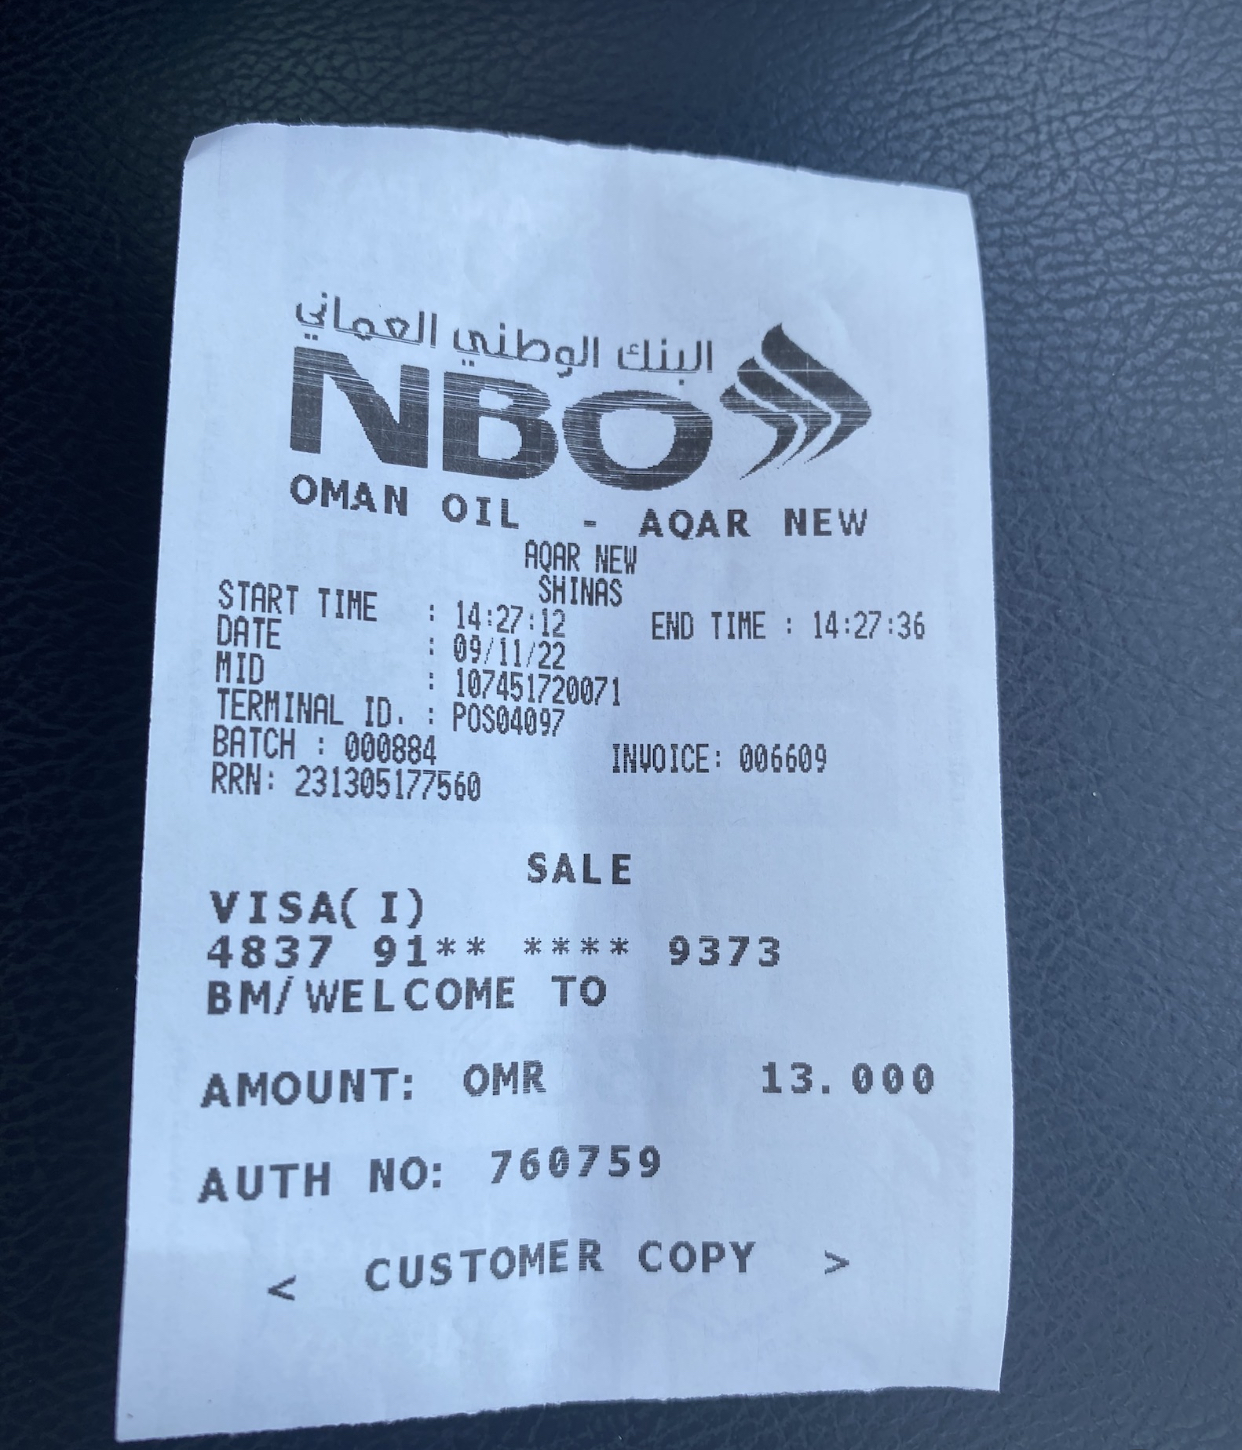 البنك الوطني العماني
NBO
OMAN OIL - AQAR NEW
AQAR NEW
SHINAS
START TIME : 14:27:12 END TIME : 14:27:36
DATE : 09/11/22
MID : 107451720071
TERMINAL ID. : POS04097
BATCH : 000884 INVOICE: 006609
RRN: 231305177560
SALE
VISA( I)
4837 91** **** 9373
BM/WELCOME TO
AMOUNT: OMR 13.000
AUTH NO: 760759
< CUSTOMER COPY >